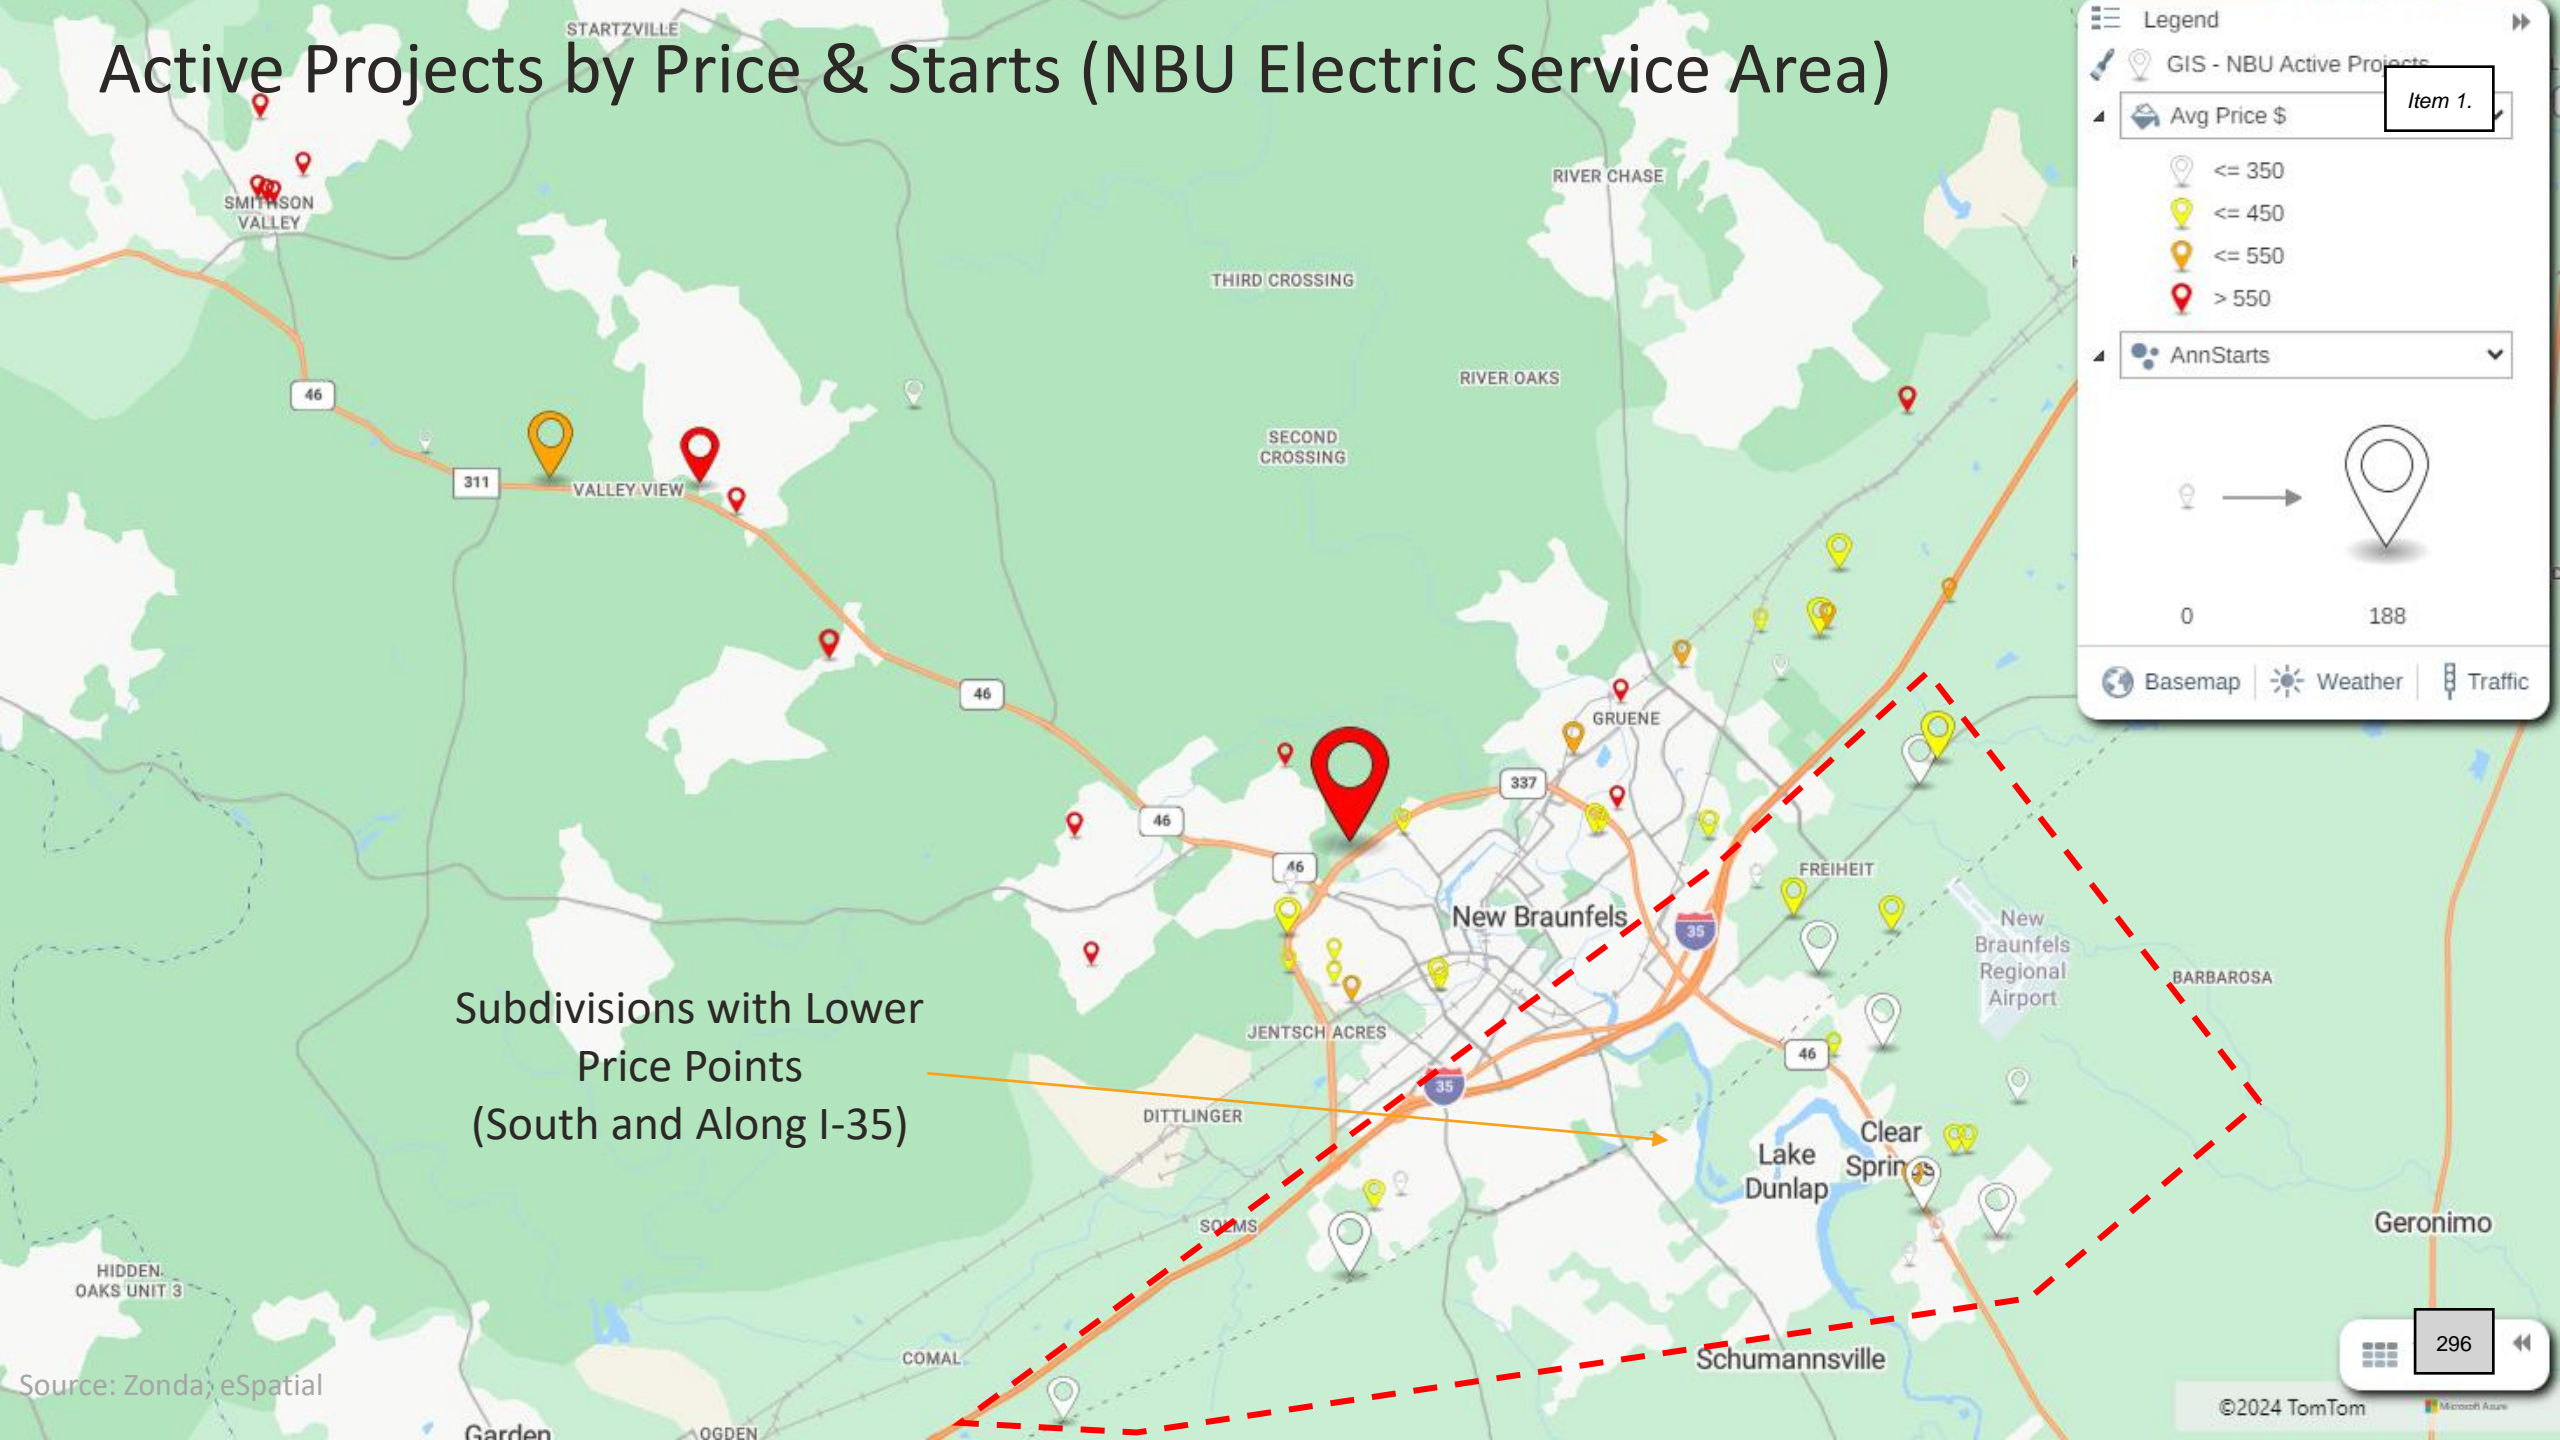 STARTZVILLE
Active Projects by Price & Starts (NBU Electric Service Area)
Legend
GIS - NBU Active Projects
Item 1.
Avg Price $
<= 350
<= 450
<= 550
> 550
AnnStarts
0
188
Basemap
Weather
Traffic
SMITHSON
VALLEY
RIVER CHASE
THIRD CROSSING
RIVER OAKS
46
SECOND
CROSSING
311
VALLEY VIEW
46
GRUENE
337
46
46
FREIHEIT
New Braunfels
35
New
Braunfels
Regional
Airport
BARBAROSA
Subdivisions with Lower
Price Points
(South and Along I-35)
JENTSCH ACRES
46
35
DITTLINGER
Clear
Springs
Lake
Dunlap
SOLMS
Geronimo
HIDDEN
OAKS UNIT 3
COMAL
Schumannsville
296
Source: Zonda, eSpatial
©2024 TomTom
Microsoft Azure
Garden
OGDEN